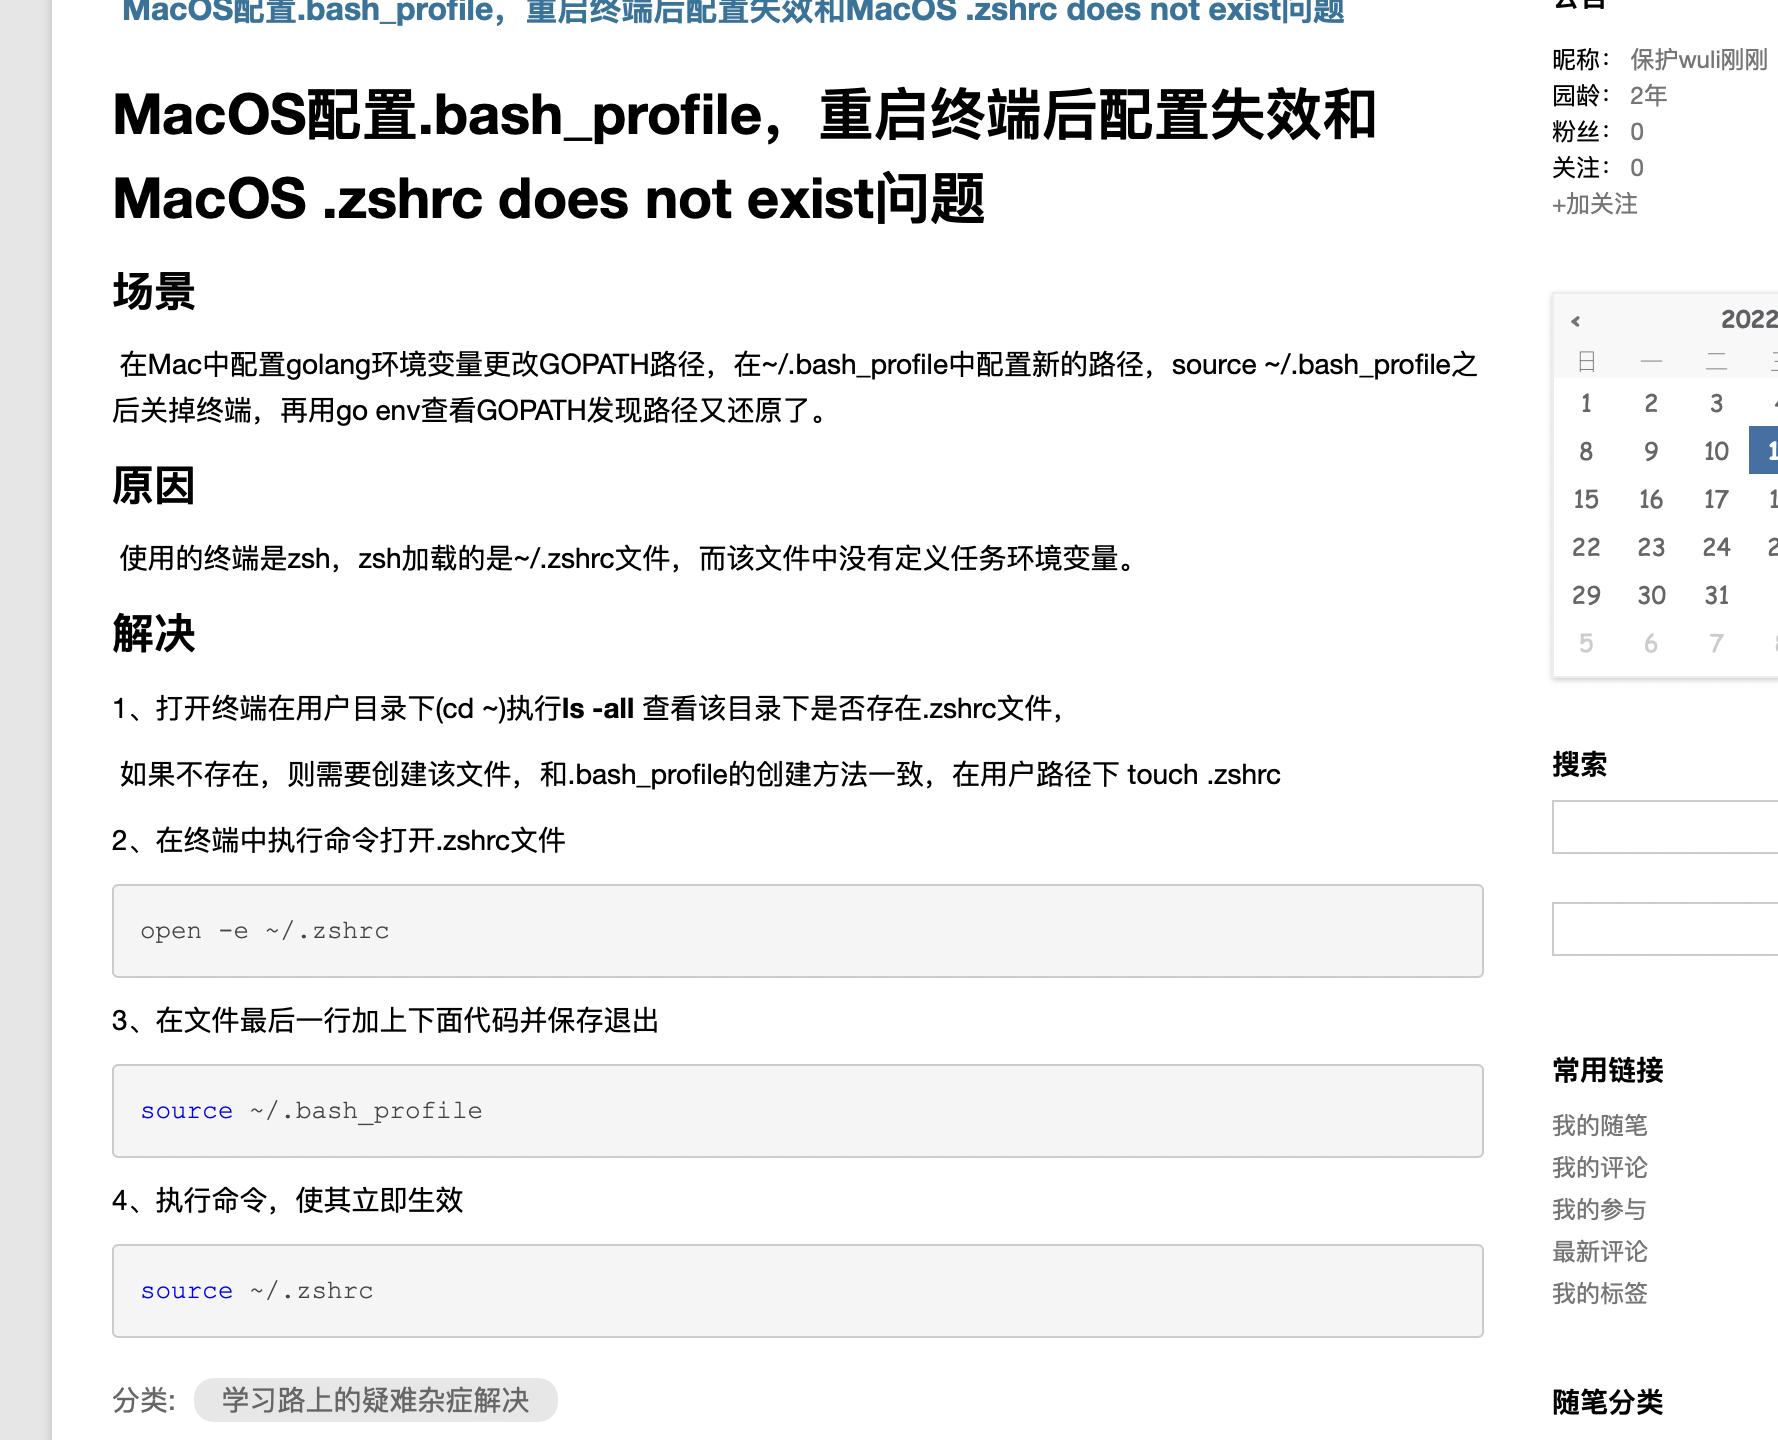 MacOS配置.bash_profile，重启终端后配置失效和MacOS .zshrc does not exist问题
MacOS配置.bash_profile，重启终端后配置失效和
MacOS .zshrc does not exist问题
场景
在Mac中配置golang环境变量更改GOPATH路径，在~/.bash_profile中配置新的路径，source ~/.bash_profile之
后关掉终端，再用go env查看GOPATH发现路径又还原了。
原因
使用的终端是zsh，zsh加载的是~/.zshrc文件，而该文件中没有定义任务环境变量。
解决
1、打开终端在用户目录下(cd ~)执行ls -all 查看该目录下是否存在.zshrc文件，
如果不存在，则需要创建该文件，和.bash_profile的创建方法一致，在用户路径下 touch .zshrc
2、在终端中执行命令打开.zshrc文件
open -e ~/.zshrc
3、在文件最后一行加上下面代码并保存退出
source ~/.bash_profile
4、执行命令，使其立即生效
source ~/.zshrc
分类: 学习路上的疑难杂症解决
公告
昵称： 保护wuli刚刚
园龄： 2年
粉丝： 0
关注： 0
+加关注
< 2022
日 一 二
1 2 3
8 9 10
15 16 17
22 23 24
29 30 31
5 6 7
搜索
常用链接
我的随笔
我的评论
我的参与
最新评论
我的标签
随笔分类